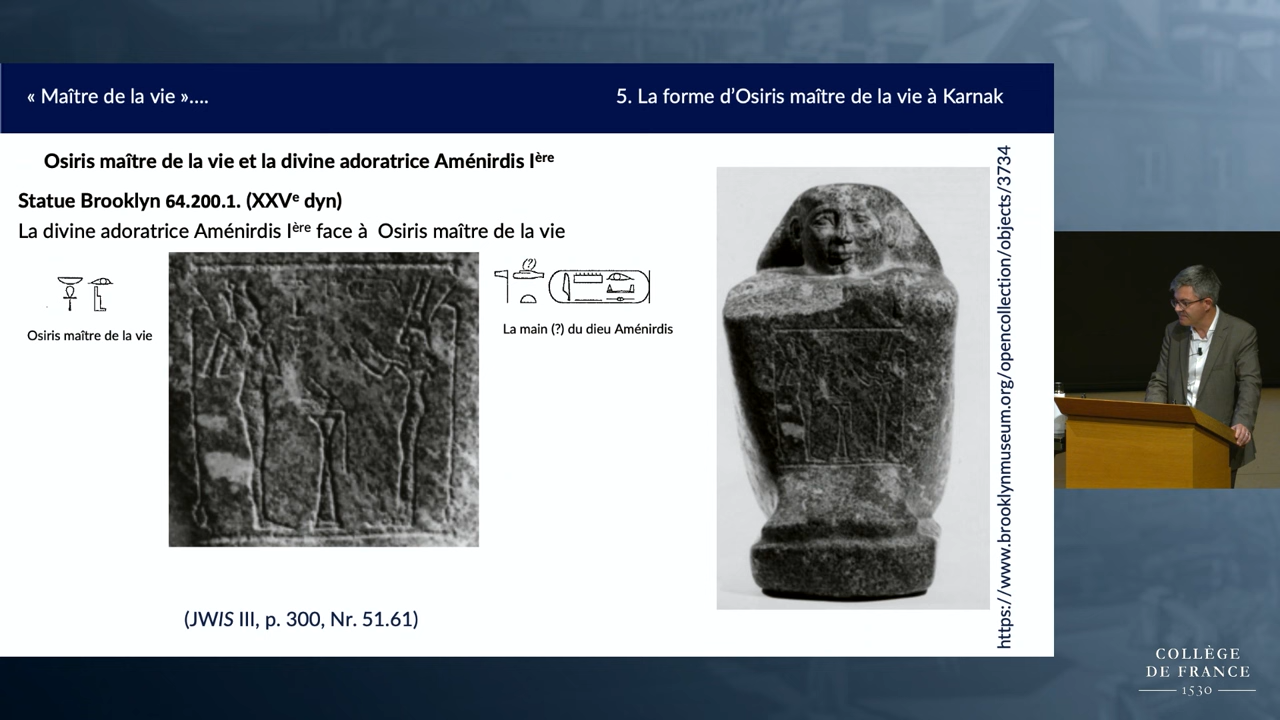 « Maître de la vie »....
5. La forme d'Osiris maître de la vie à Karnak
Osiris maître de la vie et la divine adoratrice Aménirdis Ière
Statue Brooklyn 64.200.1. (XXVe dyn)
La divine adoratrice Aménirdis Ière face à Osiris maître de la vie
(?)
Osiris maître de la vie
La main (?) du dieu Aménirdis
(JWIS III, p. 300, Nr. 51.61)
https://www.brooklynmuseum.org/opencollection/objects/3734
COLLÈGE
DE FRANCE
1530